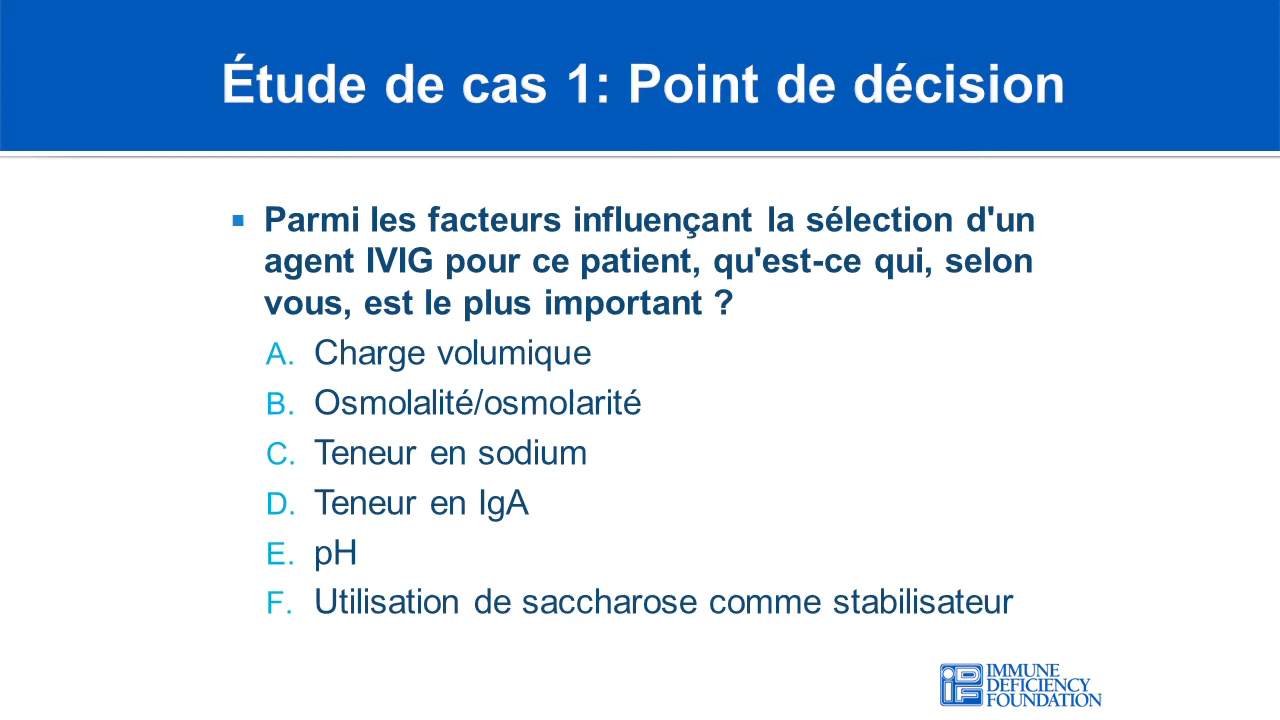 Étude de cas 1: Point de décision
Parmi les facteurs influençant la sélection d'un
agent IVIG pour ce patient, qu'est-ce qui, selon
vous, est le plus important ?
A. Charge volumique
B. Osmolalité/osmolarité
C. Teneur en sodium
D. Teneur en IgA
E. pH
F. Utilisation de saccharose comme stabilisateur
IDF
IMMUNE
DEFICIENCY
FOUNDATION